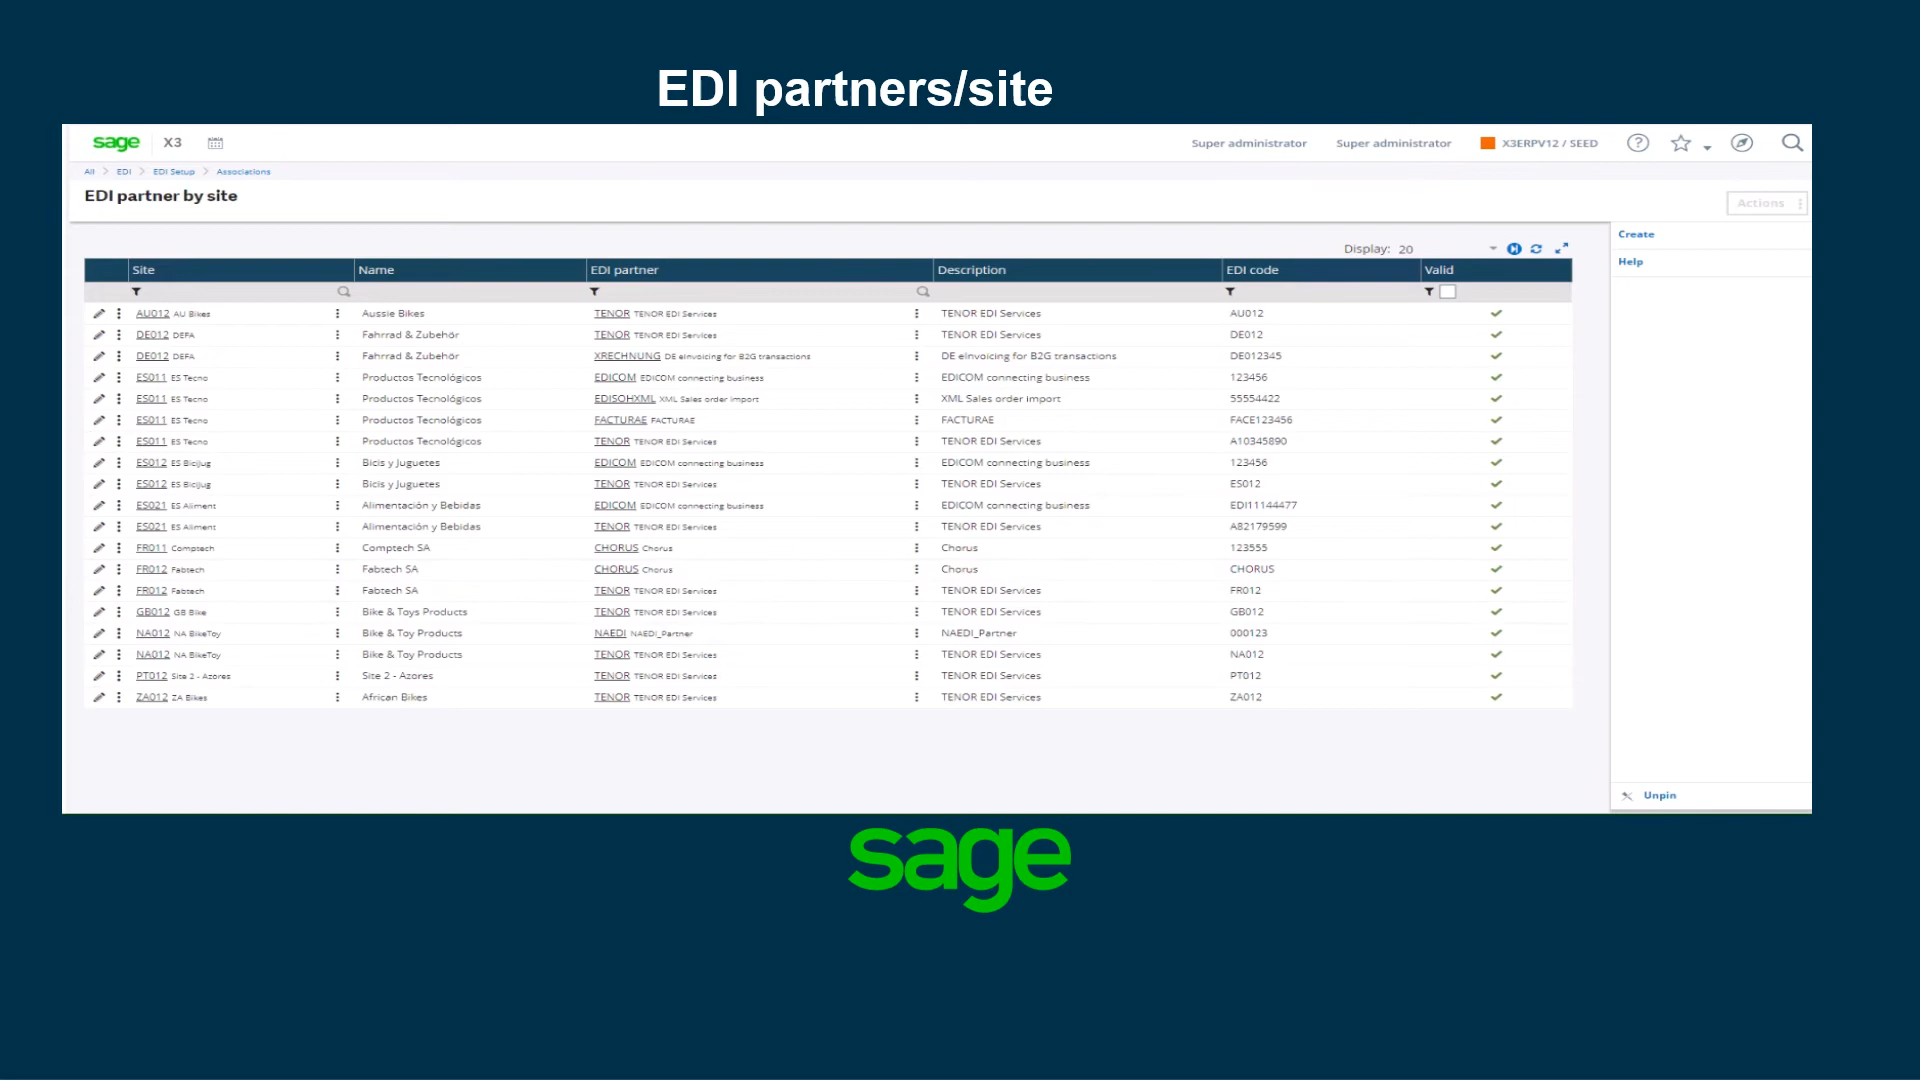 EDI partners/site
sage X3 Super administrator Super administrator X3ERPV12 / SEED
All EDI EDI Setup Associations
EDI partner by site
Actions
Create
Help
Display: 20
Site Name EDI partner Description EDI code Valid
AU012 AU Bikes Aussie Bikes TENOR TENOR EDI Services TENOR EDI Services AU012
DE012 DEFA Fahrrad & Zubehör TENOR TENOR EDI Services TENOR EDI Services DE012
DE012 DEFA Fahrrad & Zubehör XRECHNUNG DE eInvoicing for B2G transactions DE eInvoicing for B2G transactions DE012345
ES011 ES Tecno Productos Tecnológicos EDICOM EDICOM connecting business EDICOM connecting business 123456
ES011 ES Tecno Productos Tecnológicos EDISOHXML XML Sales order import XML Sales order import 55554422
ES011 ES Tecno Productos Tecnológicos FACTURAE FACTURAE FACTURAE FACE123456
ES011 ES Tecno Productos Tecnológicos TENOR TENOR EDI Services TENOR EDI Services A10345890
ES012 ES BiciJug Bicis y Juguetes EDICOM EDICOM connecting business EDICOM connecting business 123456
ES012 ES BiciJug Bicis y Juguetes TENOR TENOR EDI Services TENOR EDI Services ES012
ES021 ES Aliment Alimentación y Bebidas EDICOM EDICOM connecting business EDICOM connecting business EDI11144477
ES021 ES Aliment Alimentación y Bebidas TENOR TENOR EDI Services TENOR EDI Services A82179599
FR011 Comptech Comptech SA CHORUS Chorus Chorus 123555
FR012 Fabtech Fabtech SA CHORUS Chorus Chorus CHORUS
FR012 Fabtech Fabtech SA TENOR TENOR EDI Services TENOR EDI Services FR012
GB012 GB Bike Bike & Toys Products TENOR TENOR EDI Services TENOR EDI Services GB012
NA012 NA BikeToy Bike & Toy Products NAEDI NAEDI_Partner NAEDI_Partner 000123
NA012 NA BikeToy Bike & Toy Products TENOR TENOR EDI Services TENOR EDI Services NA012
PT012 Site 2 - Azores Site 2 - Azores TENOR TENOR EDI Services TENOR EDI Services PT012
ZA012 ZA Bikes African Bikes TENOR TENOR EDI Services TENOR EDI Services ZA012
Unpin
sage